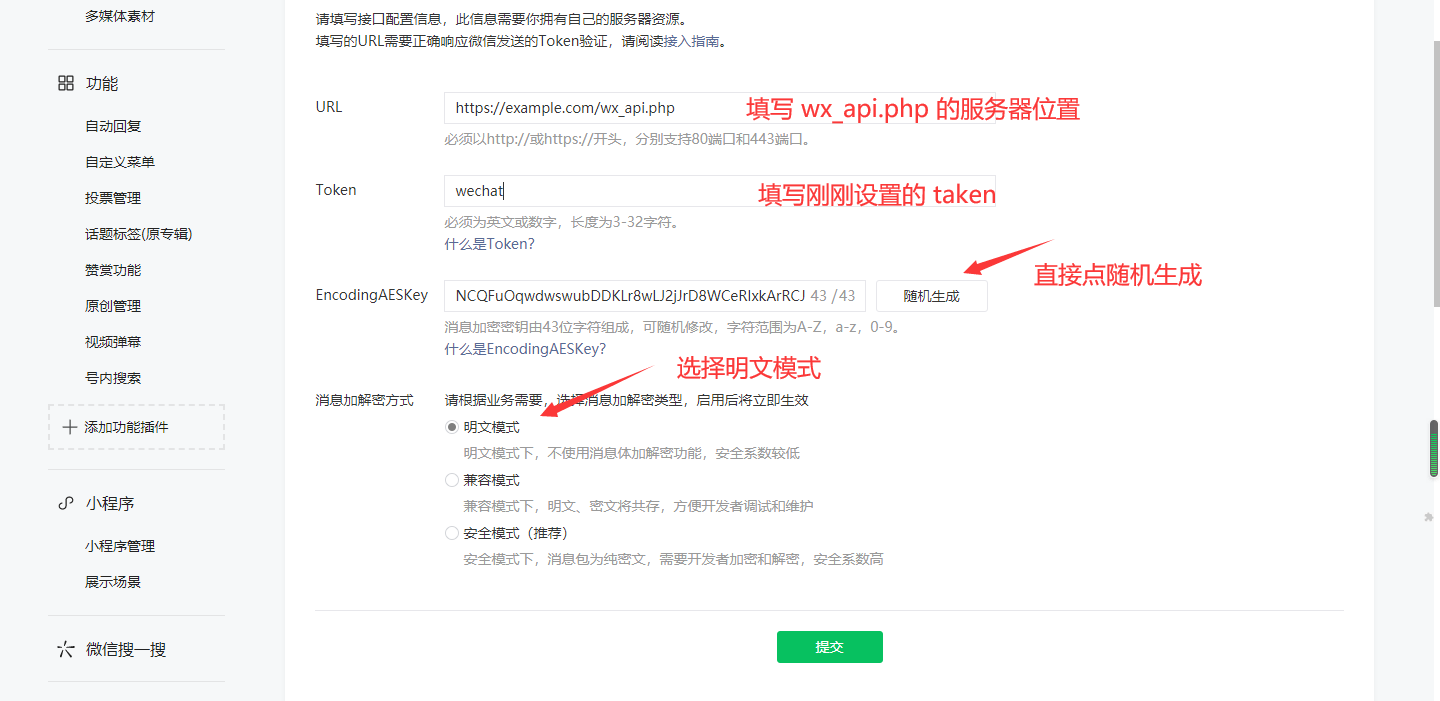 多媒体素材
功能
自动回复
自定义菜单
投票管理
话题标签(原专辑)
赞赏功能
原创管理
视频弹幕
号内搜索
添加功能插件
小程序
小程序管理
展示场景
微信搜一搜
请填写接口配置信息，此信息需要你拥有自己的服务器资源。
填写的URL需要正确响应微信发送的Token验证，请阅读接入指南。
URL
https://example.com/wx_api.php
填写 wx_api.php 的服务器位置
必须以http://或https://开头，分别支持80端口和443端口。
Token
wechat
填写刚刚设置的 taken
必须为英文或数字，长度为3-32字符。
什么是Token?
直接点随机生成
EncodingAESKey
NCQFuOqwdwswubDDKLr8wLJ2jJrD8WCeRIxkArRCJ 43 /43
随机生成
消息加密密钥由43位字符组成，可随机修改，字符范围为A-Z，a-z，0-9。
什么是EncodingAESKey?
选择明文模式
消息加解密方式
请根据业务需要，选择消息加解密类型，启用后将立即生效
明文模式
明文模式下，不使用消息体加解密功能，安全系数较低
兼容模式
兼容模式下，明文、密文将共存，方便开发者调试和维护
安全模式（推荐）
安全模式下，消息包为纯密文，需要开发者加密和解密，安全系数高
提交